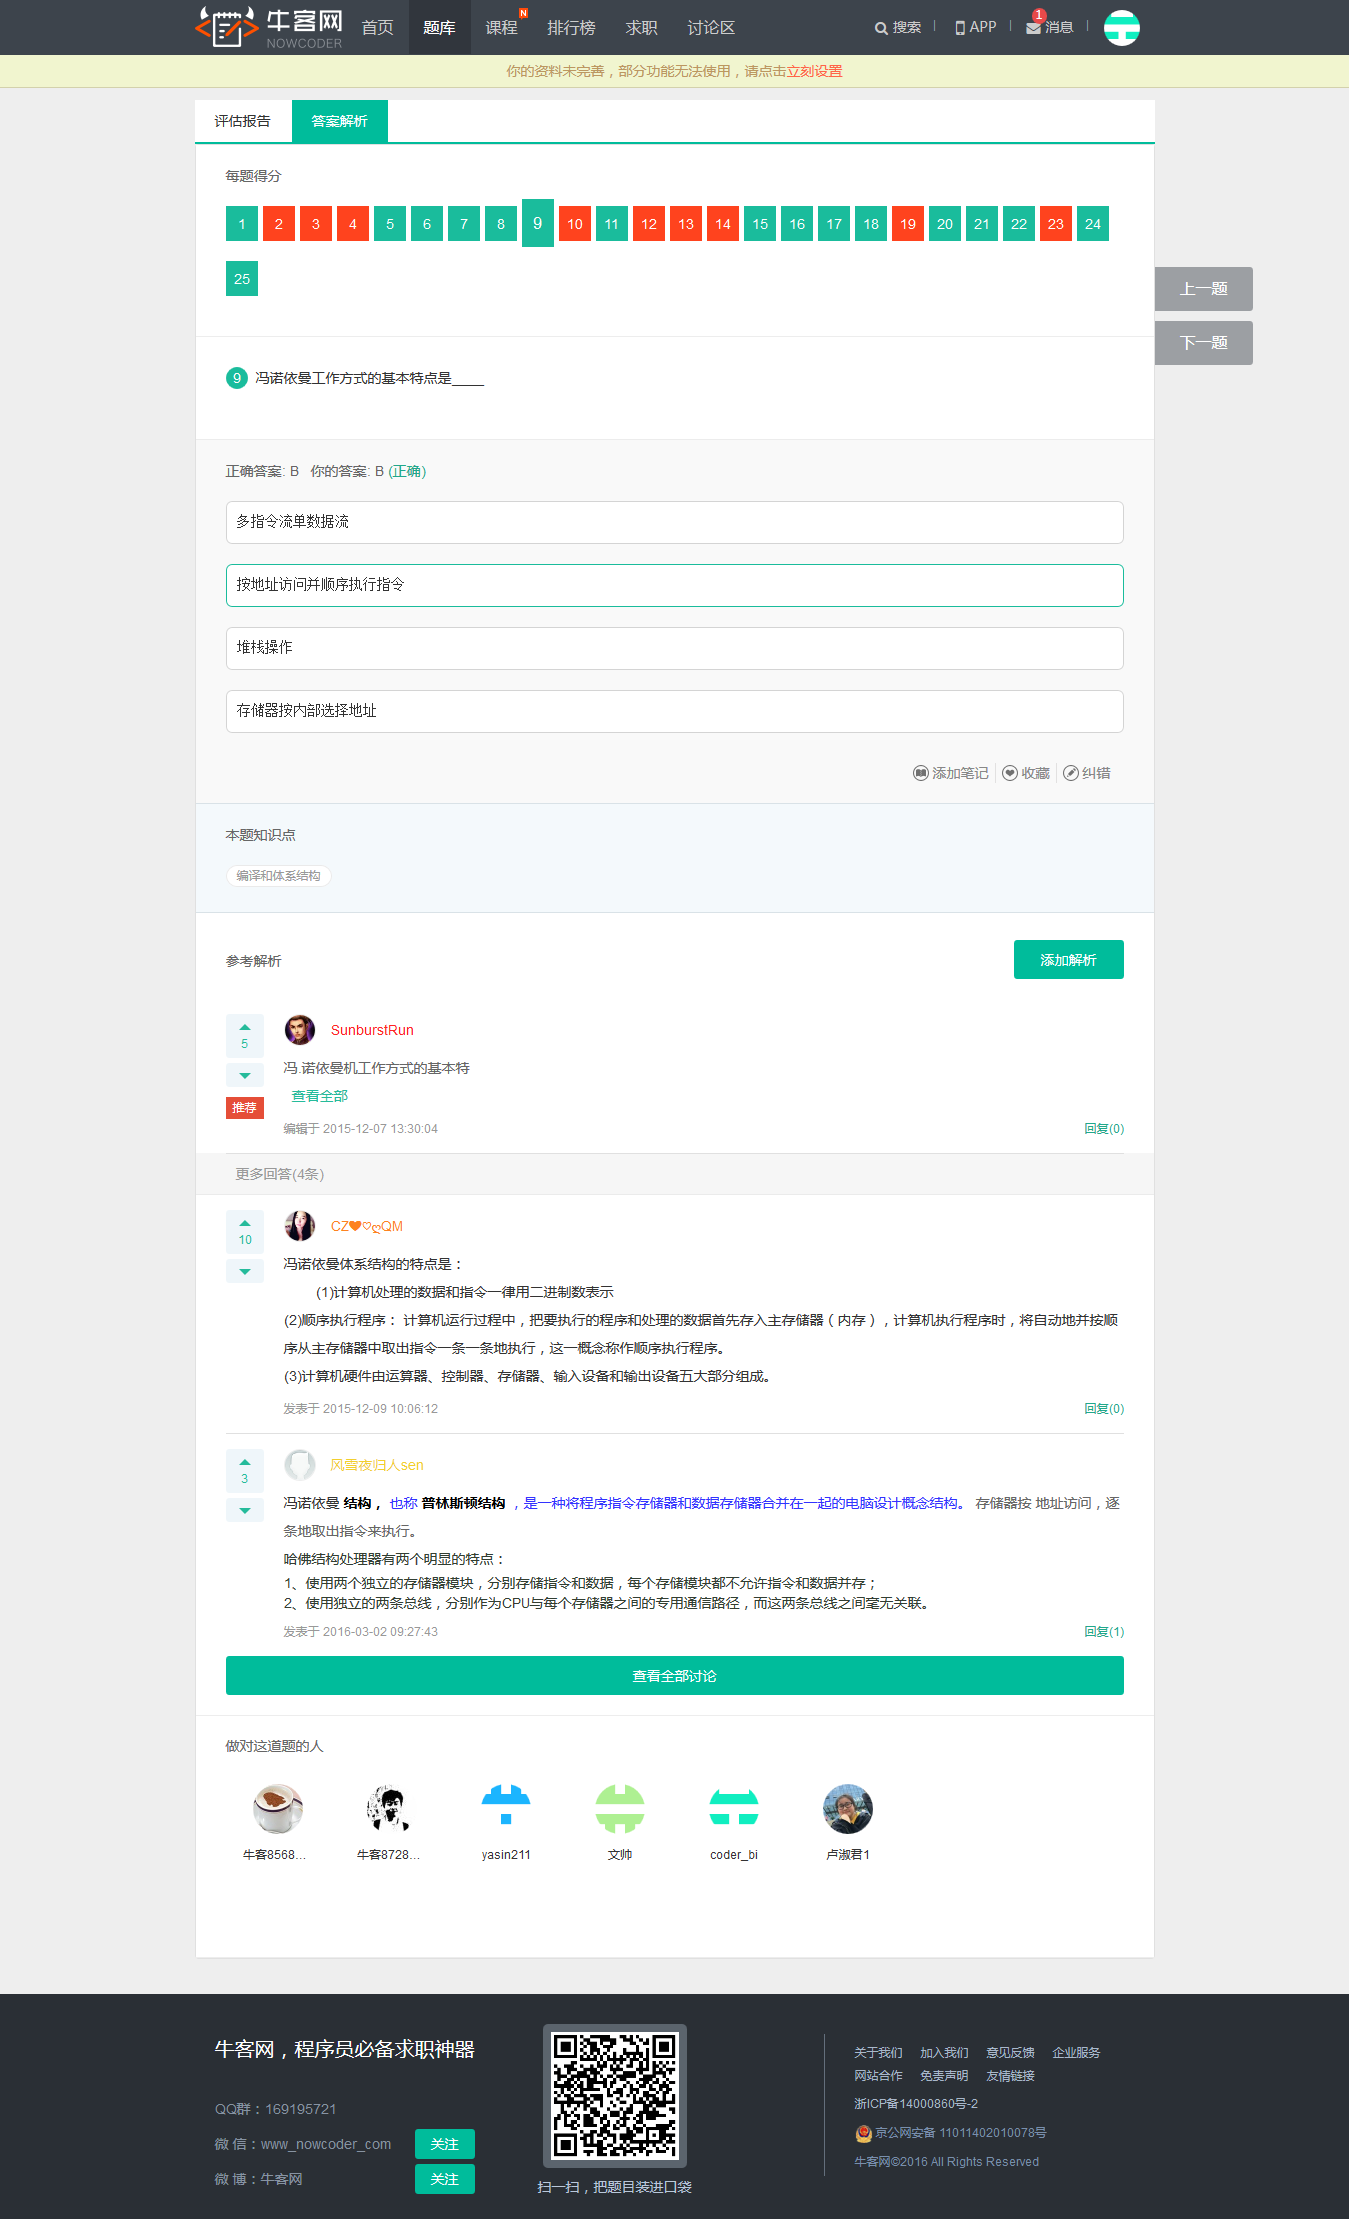 牛客网
NOWCODER
首页 题库 课程 N 排行榜 求职 讨论区 搜索 APP 1 消息
你的资料未完善，部分功能无法使用，请点击立刻设置
评估报告 答案解析
每题得分
1 2 3 4 5 6 7 8 9 10 11 12 13 14 15 16 17 18 19 20 21 22 23 24
25
上一题
下一题
9 冯诺依曼工作方式的基本特点是____
正确答案: B 你的答案: B (正确)
多指令流单数据流
按地址访问并顺序执行指令
堆栈操作
存储器按内部选择地址
添加笔记 收藏 纠错
本题知识点
编译和体系结构
参考解析 添加解析
5 SunburstRun
冯.诺依曼机工作方式的基本特
查看全部
推荐
编辑于 2015-12-07 13:30:04 回复(0)
更多回答(4条)
10 CZ❤♡ღQM
冯诺依曼体系结构的特点是：
(1)计算机处理的数据和指令一律用二进制数表示
(2)顺序执行程序： 计算机运行过程中，把要执行的程序和处理的数据首先存入主存储器（内存），计算机执行程序时，将自动地并按顺
序从主存储器中取出指令一条一条地执行，这一概念称作顺序执行程序。
(3)计算机硬件由运算器、控制器、存储器、输入设备和输出设备五大部分组成。
发表于 2015-12-09 10:06:12 回复(0)
3 风雪夜归人sen
冯诺依曼 结构， 也称 普林斯顿结构 ，是一种将程序指令存储器和数据存储器合并在一起的电脑设计概念结构。 存储器按 地址访问，逐
条地取出指令来执行。
哈佛结构处理器有两个明显的特点：
1、使用两个独立的存储器模块，分别存储指令和数据，每个存储模块都不允许指令和数据并存；
2、使用独立的两条总线，分别作为CPU与每个存储器之间的专用通信路径，而这两条总线之间毫无关联。
发表于 2016-03-02 09:27:43 回复(1)
查看全部讨论
做对这道题的人
牛客8568... 牛客8728... yasin211 文帅 coder_bi 卢淑君1
牛客网，程序员必备求职神器
QQ群：169195721
微 信：www_nowcoder_com 关注
微 博：牛客网 关注
扫一扫，把题目装进口袋
关于我们 加入我们 意见反馈 企业服务
网站合作 免责声明 友情链接
浙ICP备14000860号-2
京公网安备 11011402010078号
牛客网©2016 All Rights Reserved